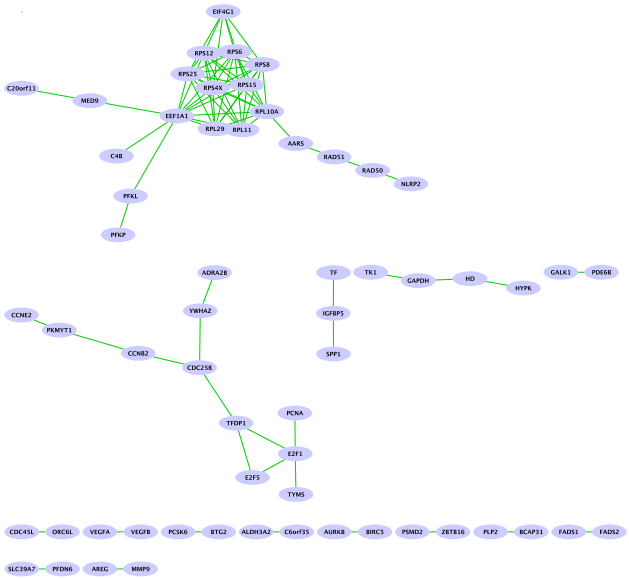 EIF4G1
RPS12
RPS6
RPS8
RPS25
RPS4X
RPS15
C20orf11
MED9
EEF1A1
RPL10A
RPL29
RPL11
C4B
AARS
RAD51
RAD50
NLRP2
PFKL
PFKP
ADRA2B
TF
TK1
GAPDH
HD
HYPK
GALK1
PDE6B
YWHAZ
IGFBP5
SPP1
CCNE2
PKMYT1
CCNB2
CDC25B
TFDP1
PCNA
E2F1
E2F5
TYMS
CDC45L
ORC6L
VEGFA
VEGFB
PCSK6
BTG2
ALDH3A2
C6orf35
AURKB
BIRC5
PSMD2
ZBTB16
PLP2
BCAP31
FADS1
FADS2
SLC39A7
PFDN6
AREG
MMP9